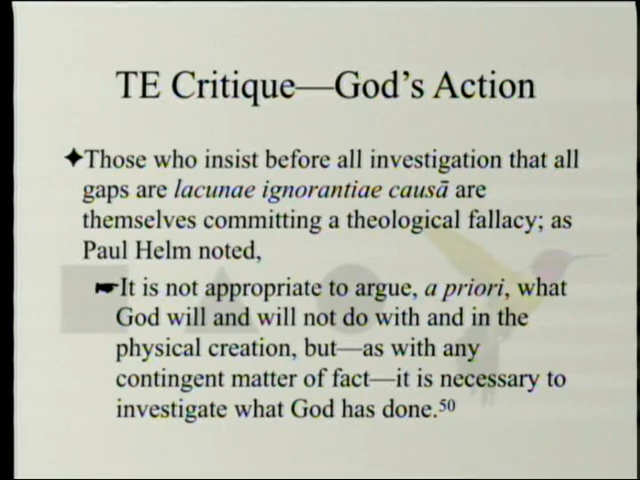 TE Critique—God's Action
✦Those who insist before all investigation that all
gaps are lacunae ignorantiae causā are
themselves committing a theological fallacy; as
Paul Helm noted,
☛It is not appropriate to argue, a priori, what
God will and will not do with and in the
physical creation, but—as with any
contingent matter of fact—it is necessary to
investigate what God has done.50